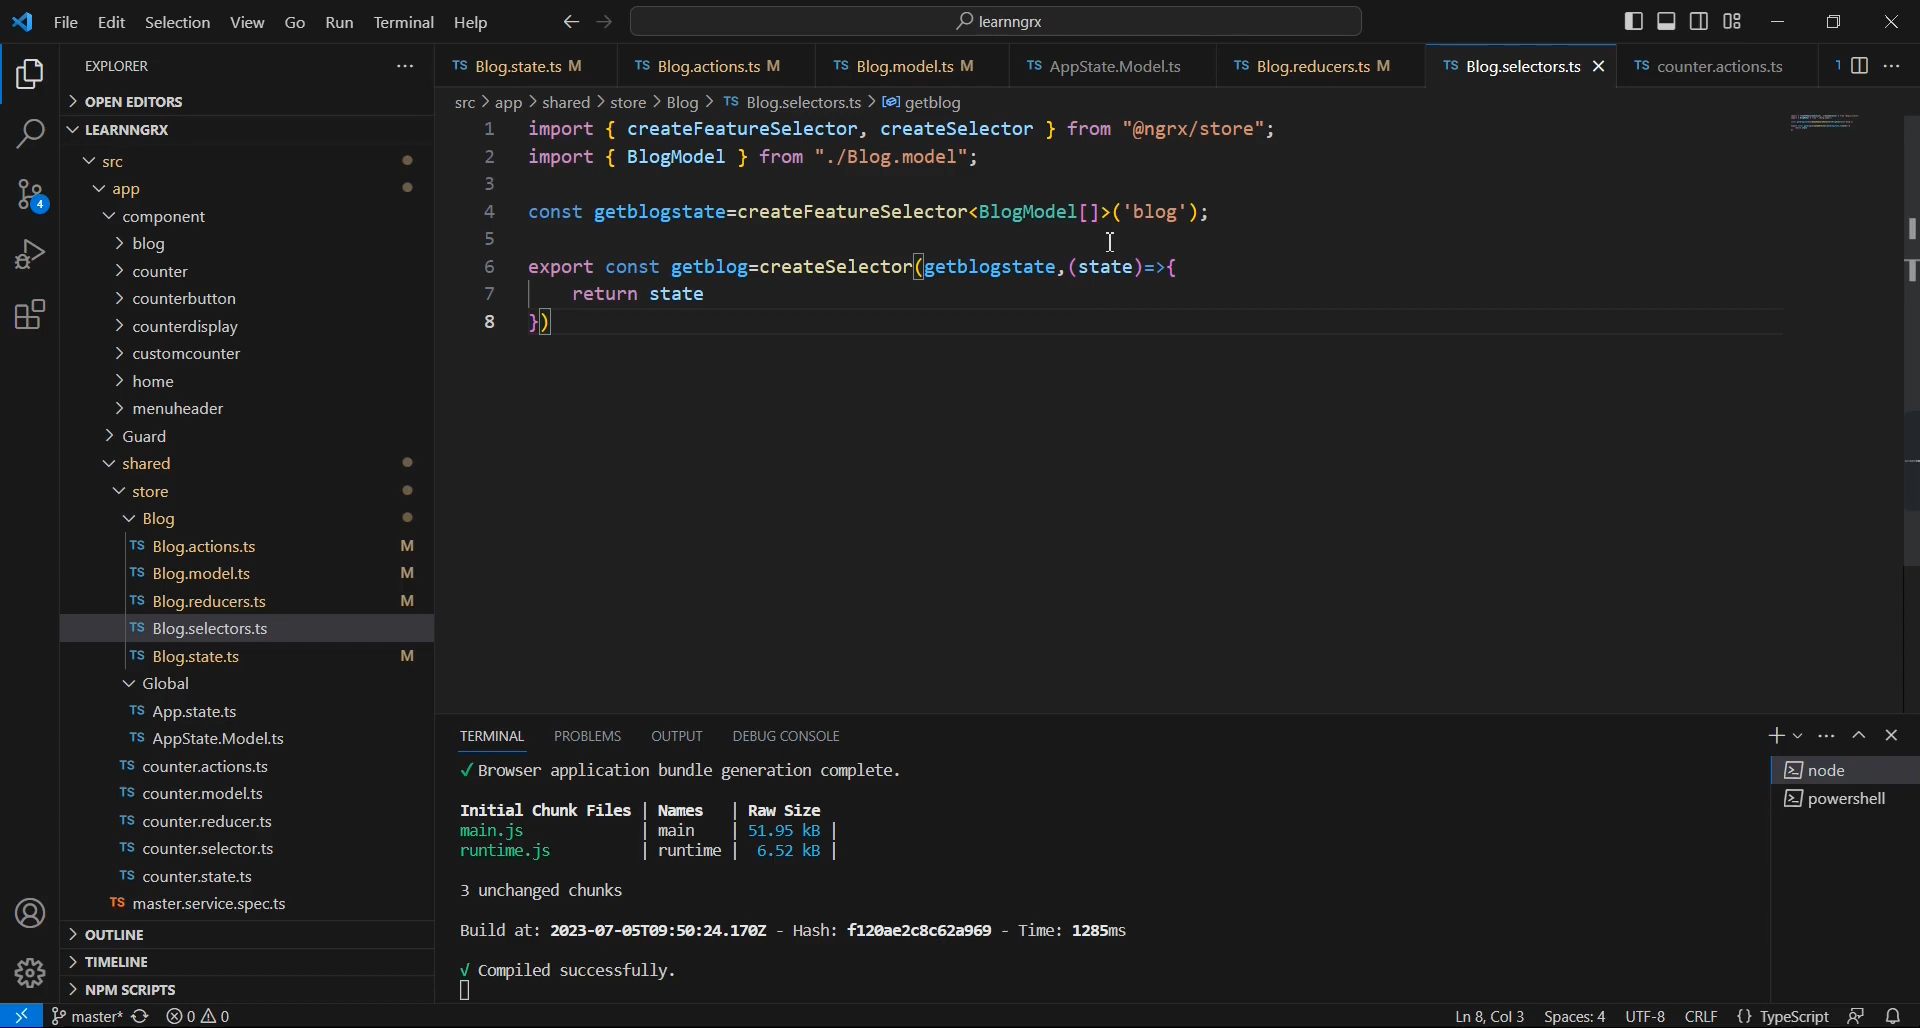 File Edit Selection View Go Run Terminal Help learnngrx
EXPLORER
OPEN EDITORS
LEARNNGRX
src
app
component
blog
counter
counterbutton
counterdisplay
customcounter
home
menuheader
Guard
shared
store
Blog
TS Blog.actions.ts M
TS Blog.model.ts M
TS Blog.reducers.ts M
TS Blog.selectors.ts
TS Blog.state.ts M
Global
TS App.state.ts
TS AppState.Model.ts
TS counter.actions.ts
TS counter.model.ts
TS counter.reducer.ts
TS counter.selector.ts
TS counter.state.ts
TS master.service.spec.ts
OUTLINE
TIMELINE
NPM SCRIPTS
4
TS Blog.state.ts M TS Blog.actions.ts M TS Blog.model.ts M TS AppState.Model.ts TS Blog.reducers.ts M TS Blog.selectors.ts TS counter.actions.ts
src > app > shared > store > Blog > TS Blog.selectors.ts > getblog
1 import { createFeatureSelector, createSelector } from "@ngrx/store";
2 import { BlogModel } from "./Blog.model";
3
4 const getblogstate=createFeatureSelector<BlogModel[]>('blog');
5
6 export const getblog=createSelector(getblogstate,(state)=>{
7 return state
8 })
TERMINAL PROBLEMS OUTPUT DEBUG CONSOLE
√ Browser application bundle generation complete.
Initial Chunk Files | Names | Raw Size
main.js | main | 51.95 kB |
runtime.js | runtime | 6.52 kB |
3 unchanged chunks
Build at: 2023-07-05T09:50:24.170Z - Hash: f120ae2c8c62a969 - Time: 1285ms
√ Compiled successfully.
node
powershell
master* 0 0 Ln 8, Col 3 Spaces: 4 UTF-8 CRLF {} TypeScript